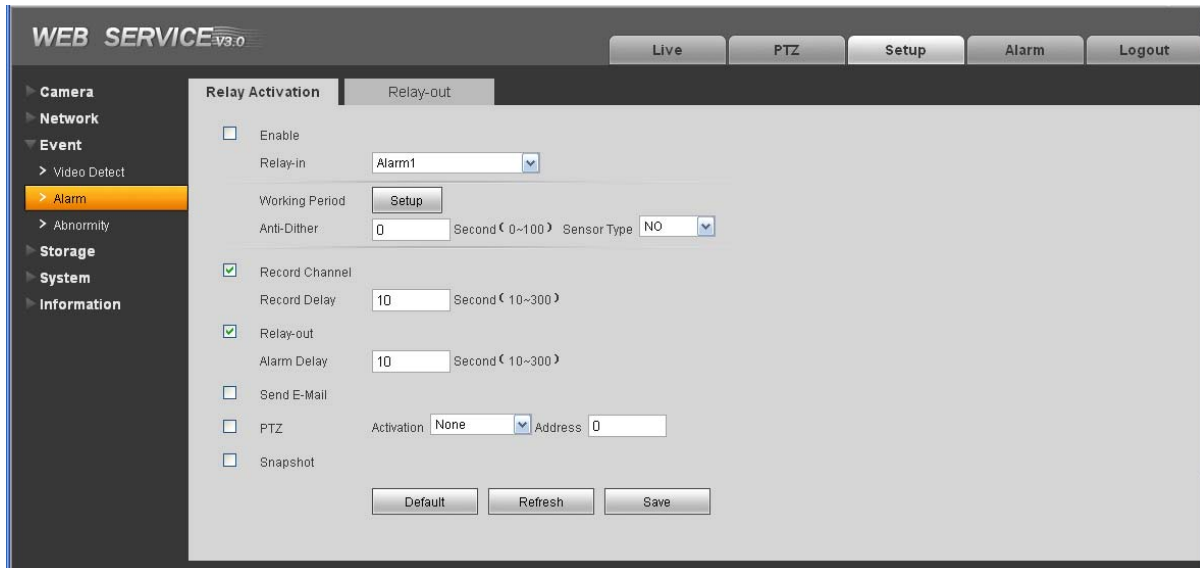 WEB SERVICE V3.0
Live PTZ Setup Alarm Logout
Camera
Network
Event
> Video Detect
> Alarm
> Abnormity
Storage
System
Information
Relay Activation Relay-out
Enable
Relay-in Alarm1
Working Period Setup
Anti-Dither 0 Second ( 0~100 ) Sensor Type NO
Record Channel
Record Delay 10 Second ( 10~300 )
Relay-out
Alarm Delay 10 Second ( 10~300 )
Send E-Mail
PTZ Activation None Address 0
Snapshot
Default Refresh Save